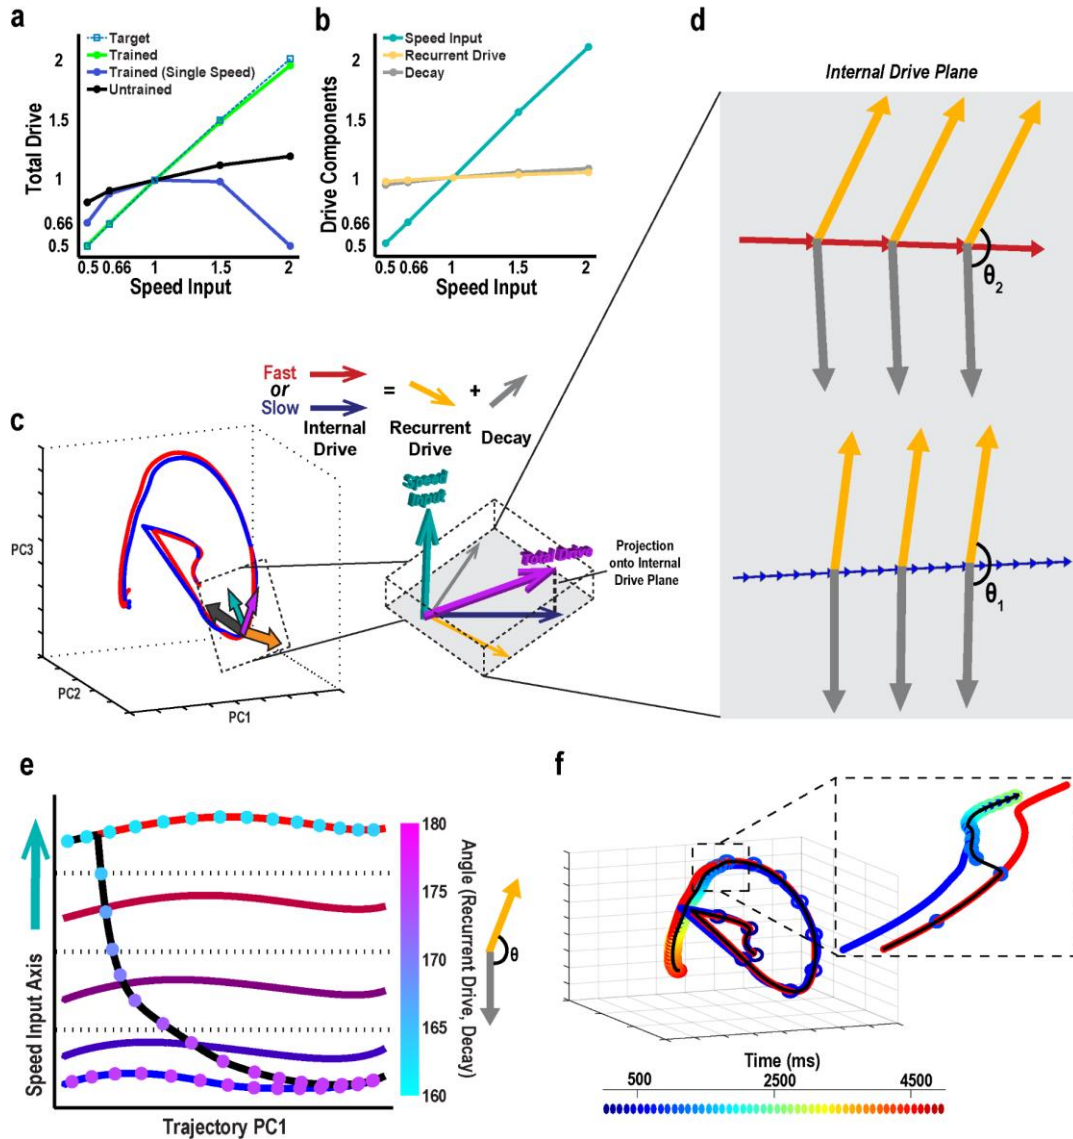 a
Target
Trained
Trained (Single Speed)
Untrained
Total Drive
2
1.5
1
0.66
0.5
0.5 0.66 1 1.5 2
Speed Input
b
Speed Input
Recurrent Drive
Decay
Drive Components
2
1.5
1
0.66
0.5
0.5 0.66 1 1.5 2
Speed Input
d
Internal Drive Plane
θ2
θ1
c
Fast
or
Slow
=
+
Internal
Drive
Recurrent
Drive
Decay
PC3
PC2
PC1
Speed
Input
Total Drive
Projection
onto Internal
Drive Plane
e
Speed Input Axis
Trajectory PC1
180
175
170
165
160
Angle (Recurrent Drive, Decay)
θ
f
Time (ms)
500 2500 4500